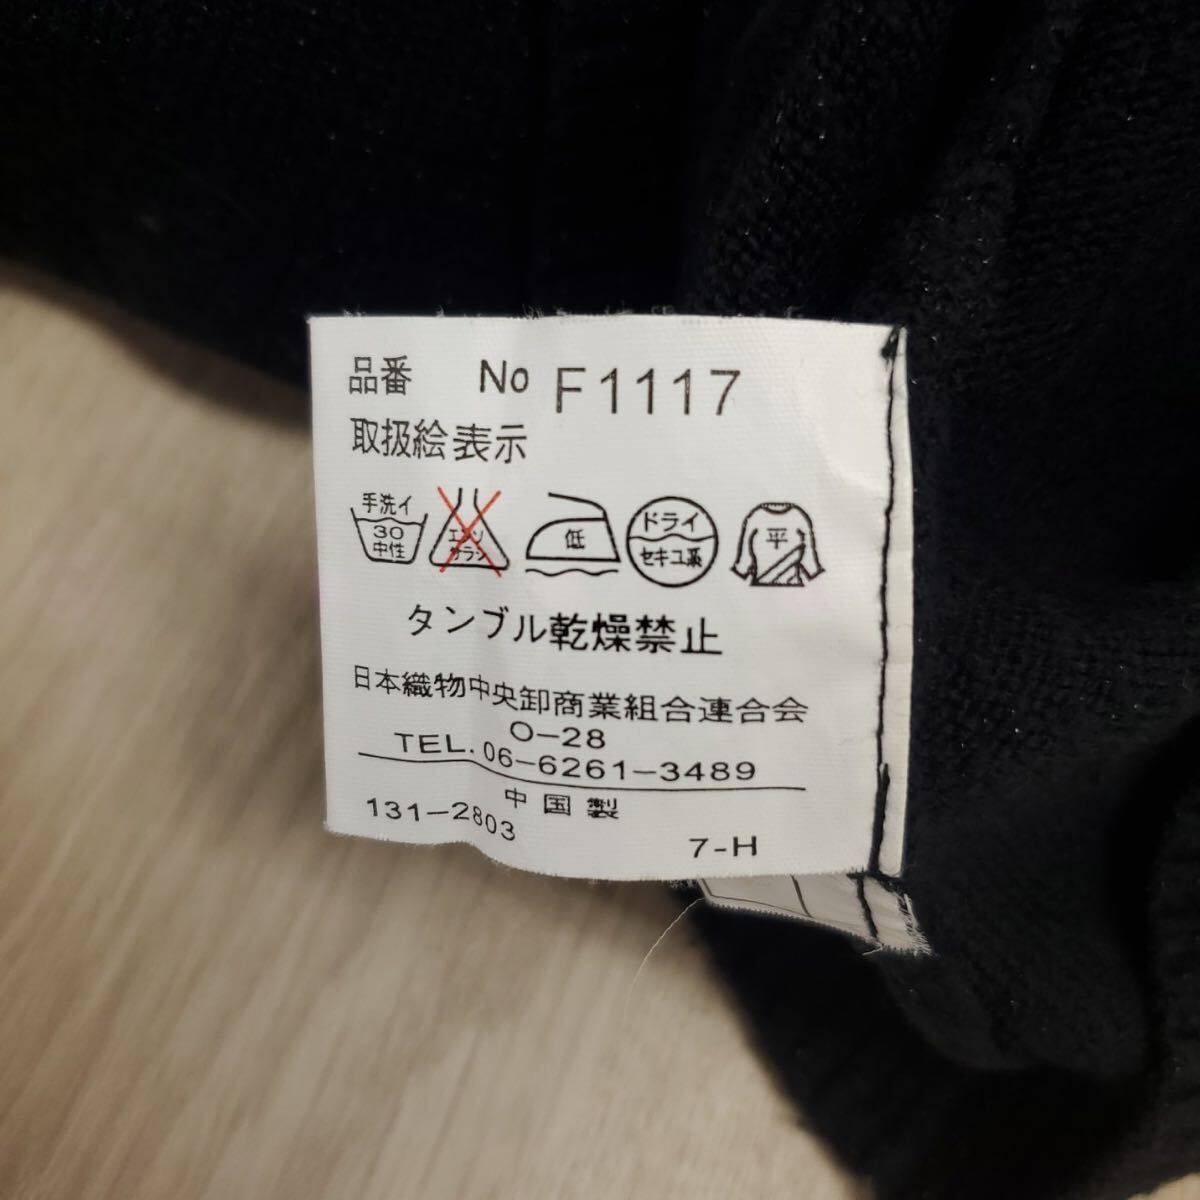 品番 No F1117
取扱絵表示
手洗イ
30
中性
エンソ
サラシ
低
ドライ
セキユ系
平
タンブル乾燥禁止
日本織物中央卸商業組合連合会
O-28
TEL. 06-6261-3489
中国製
131-2803
7-H